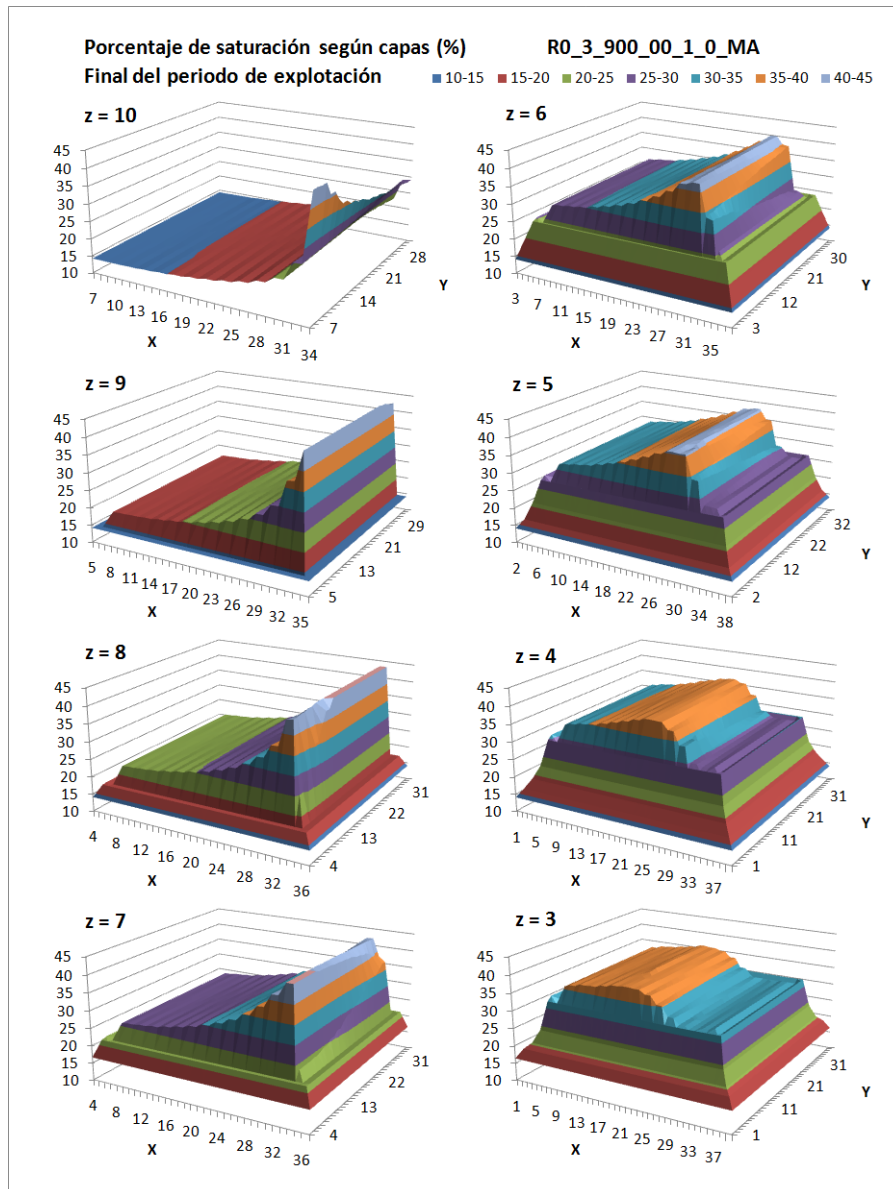 Porcentaje de saturación según capas (%) R0_3_900_00_1_0_MA
Final del periodo de explotación
10-15 15-20 20-25 25-30 30-35 35-40 40-45
z = 10
45
40
35
30
25
20
15
10
7 10 13 16 19 22 25 28 31 34
X
7 14 21 28
Y
z = 6
45
40
35
30
25
20
15
10
3 7 11 15 19 23 27 31 35
X
3 12 21 30
Y
z = 9
45
40
35
30
25
20
15
10
5 8 11 14 17 20 23 26 29 32 35
X
5 13 21 29
z = 5
45
40
35
30
25
20
15
10
2 6 10 14 18 22 26 30 34 38
X
2 12 22 32
Y
z = 8
45
40
35
30
25
20
15
10
4 8 12 16 20 24 28 32 36
X
4 13 22 31
z = 4
45
40
35
30
25
20
15
10
1 5 9 13 17 21 25 29 33 37
X
1 11 21 31
Y
z = 7
45
40
35
30
25
20
15
10
4 8 12 16 20 24 28 32 36
X
4 13 22 31
z = 3
45
40
35
30
25
20
15
10
1 5 9 13 17 21 25 29 33 37
X
1 11 21 31
Y